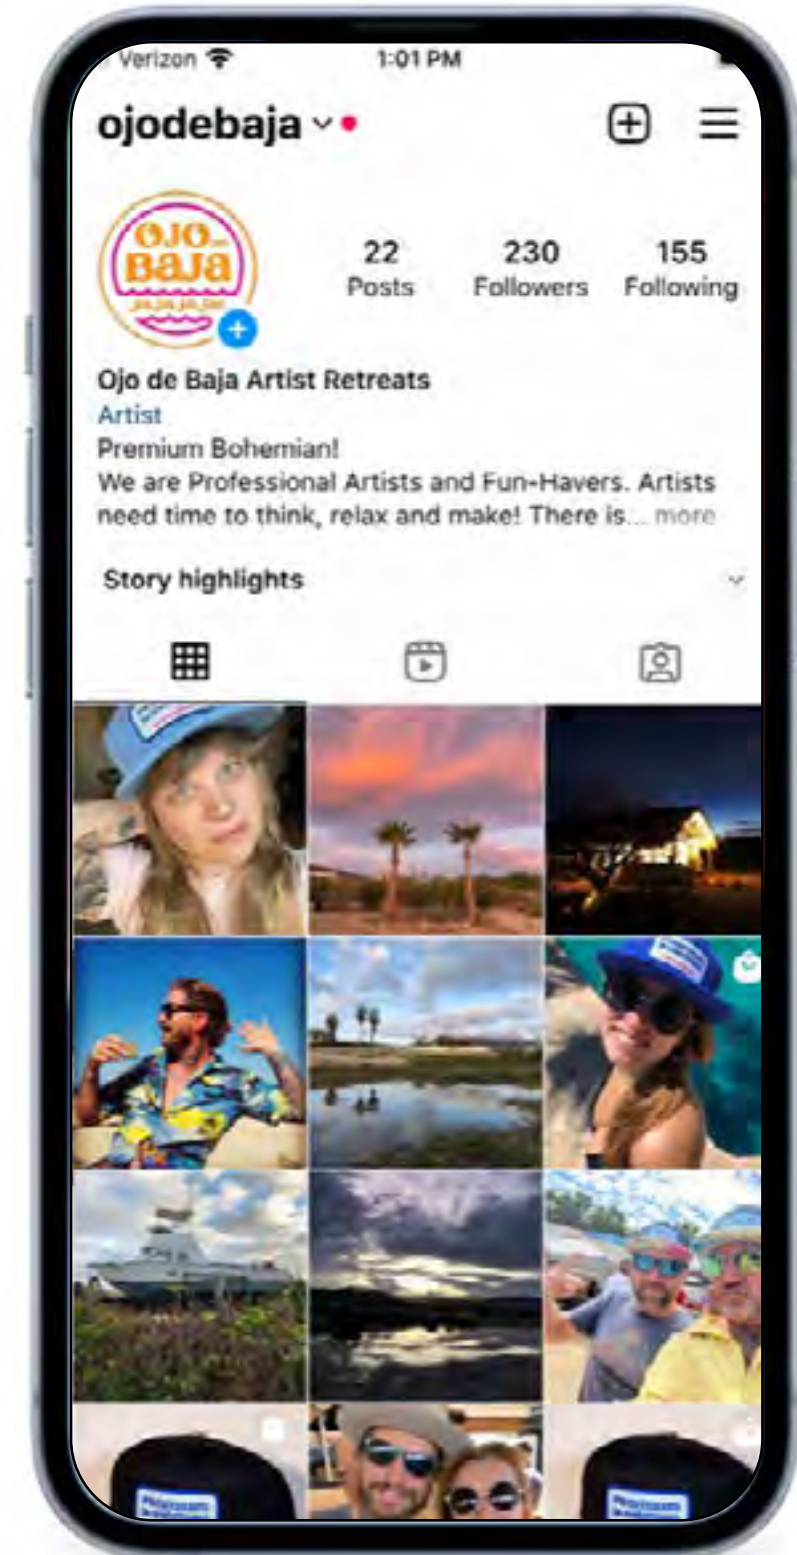 Verizon
1:01 PM
ojodebaja
22
Posts
230
Followers
155
Following
OJO
BaJa
Ojo de Baja Artist Retreats
Artist
Premium Bohemian!
We are Professional Artists and Fun-Havers. Artists
need time to think, relax and make! There is... more
Story highlights